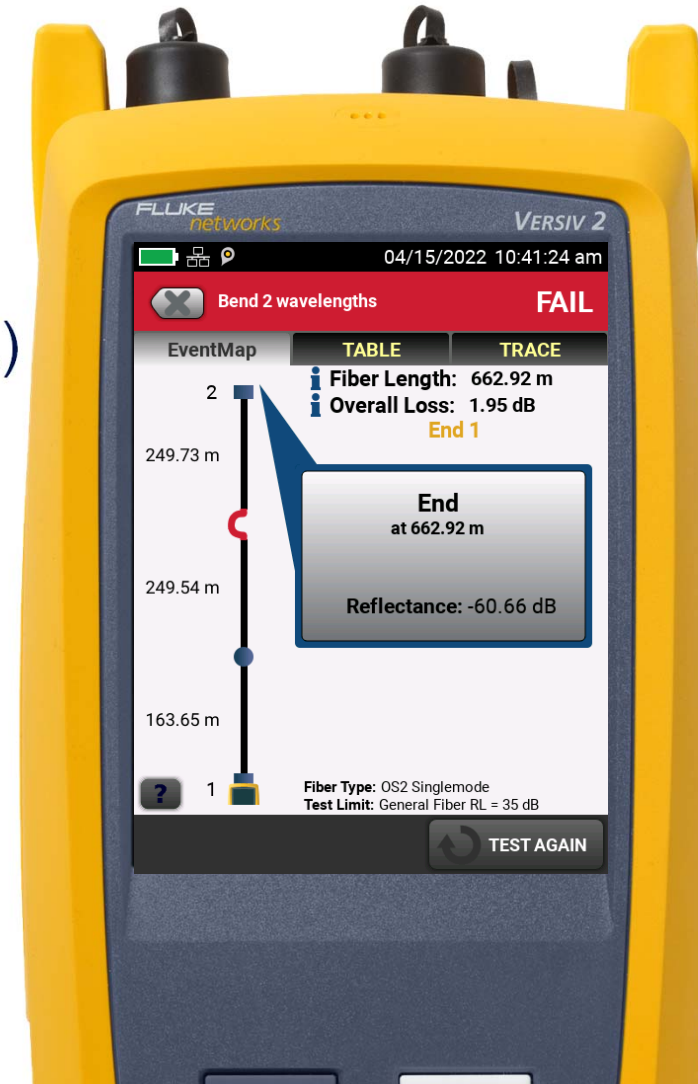 FLUKE
networks
VERSIV 2
)
04/15/2022 10:41:24 am
Bend 2 wavelengths
FAIL
EventMap
TABLE
TRACE
Fiber Length: 662.92 m
Overall Loss: 1.95 dB
End 1
2
249.73 m
End
at 662.92 m
Reflectance: -60.66 dB
249.54 m
163.65 m
?
1
Fiber Type: OS2 Singlemode
Test Limit: General Fiber RL = 35 dB
TEST AGAIN